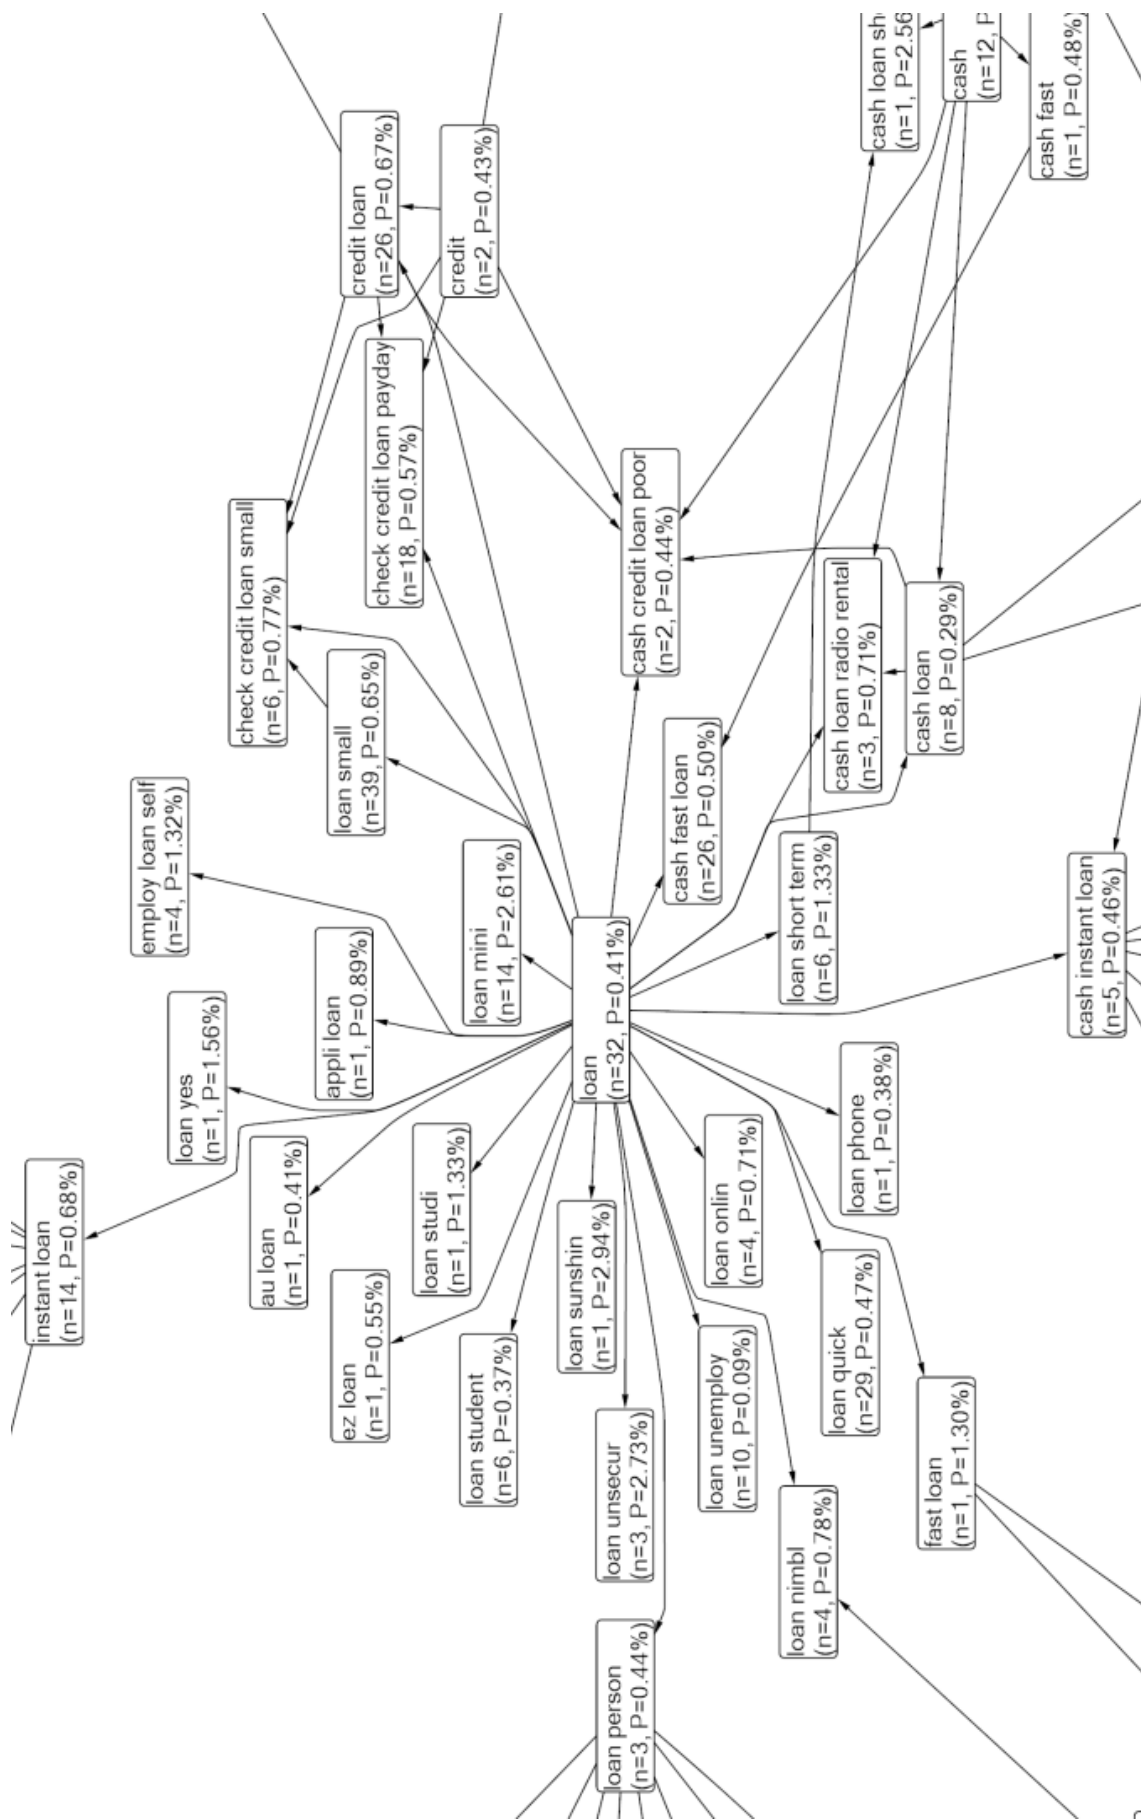 instant loan
(n=14, P=0.68%)
loan yes
(n=1, P=1.56%)
employ loan self
(n=4, P=1.32%)
check credit loan small
(n=6, P=0.77%)
au loan
(n=1, P=0.41%)
appli loan
(n=1, P=0.89%)
loan small
(n=39, P=0.65%)
credit loan
(n=26, P=0.67%)
ez loan
(n=1, P=0.55%)
check credit loan payday
(n=18, P=0.57%)
loan studi
(n=1, P=1.33%)
credit
(n=2, P=0.43%)
loan student
(n=6, P=0.37%)
loan mini
(n=14, P=2.61%)
loan sunshin
(n=1, P=2.94%)
loan
(n=32, P=0.41%)
loan person
(n=3, P=0.44%)
loan unsecur
(n=3, P=2.73%)
cash credit loan poor
(n=2, P=0.44%)
cash fast loan
(n=26, P=0.50%)
loan unemploy
(n=10, P=0.09%)
loan onlin
(n=4, P=0.71%)
loan nimbl
(n=4, P=0.78%)
loan short term
(n=6, P=1.33%)
loan quick
(n=29, P=0.47%)
loan phone
(n=1, P=0.38%)
cash loan radio rental
(n=3, P=0.71%)
cash loan sh
(n=1, P=2.56
fast loan
(n=1, P=1.30%)
cash loan
(n=8, P=0.29%)
cash
(n=12, P
cash instant loan
(n=5, P=0.46%)
cash fast
(n=1, P=0.48%)